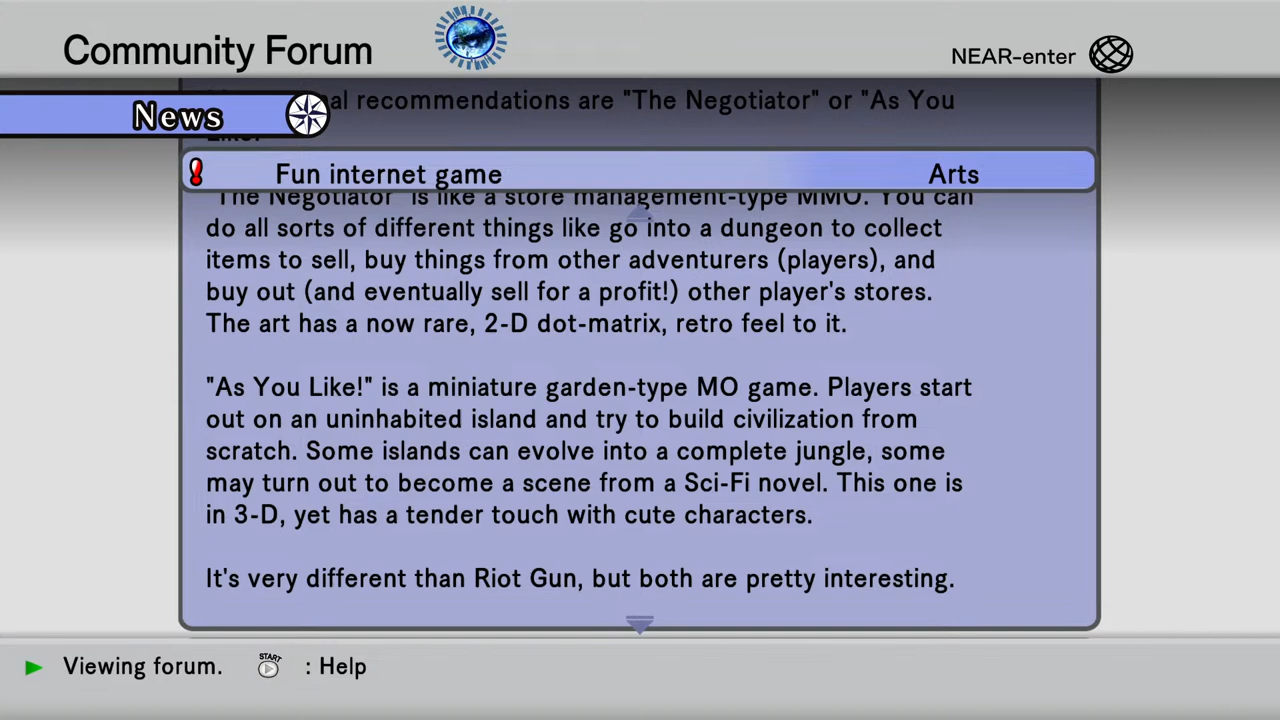 Community Forum
NEAR-enter
News
recommendations are "The Negotiator" or "As You
Like!"
Fun internet game Arts
"The Negotiator" is like a store management-type MMO. You can
do all sorts of different things like go into a dungeon to collect
items to sell, buy things from other adventurers (players), and
buy out (and eventually sell for a profit!) other player's stores.
The art has a now rare, 2-D dot-matrix, retro feel to it.
"As You Like!" is a miniature garden-type MO game. Players start
out on an uninhabited island and try to build civilization from
scratch. Some islands can evolve into a complete jungle, some
may turn out to become a scene from a Sci-Fi novel. This one is
in 3-D, yet has a tender touch with cute characters.
It's very different than Riot Gun, but both are pretty interesting.
Viewing forum. START : Help